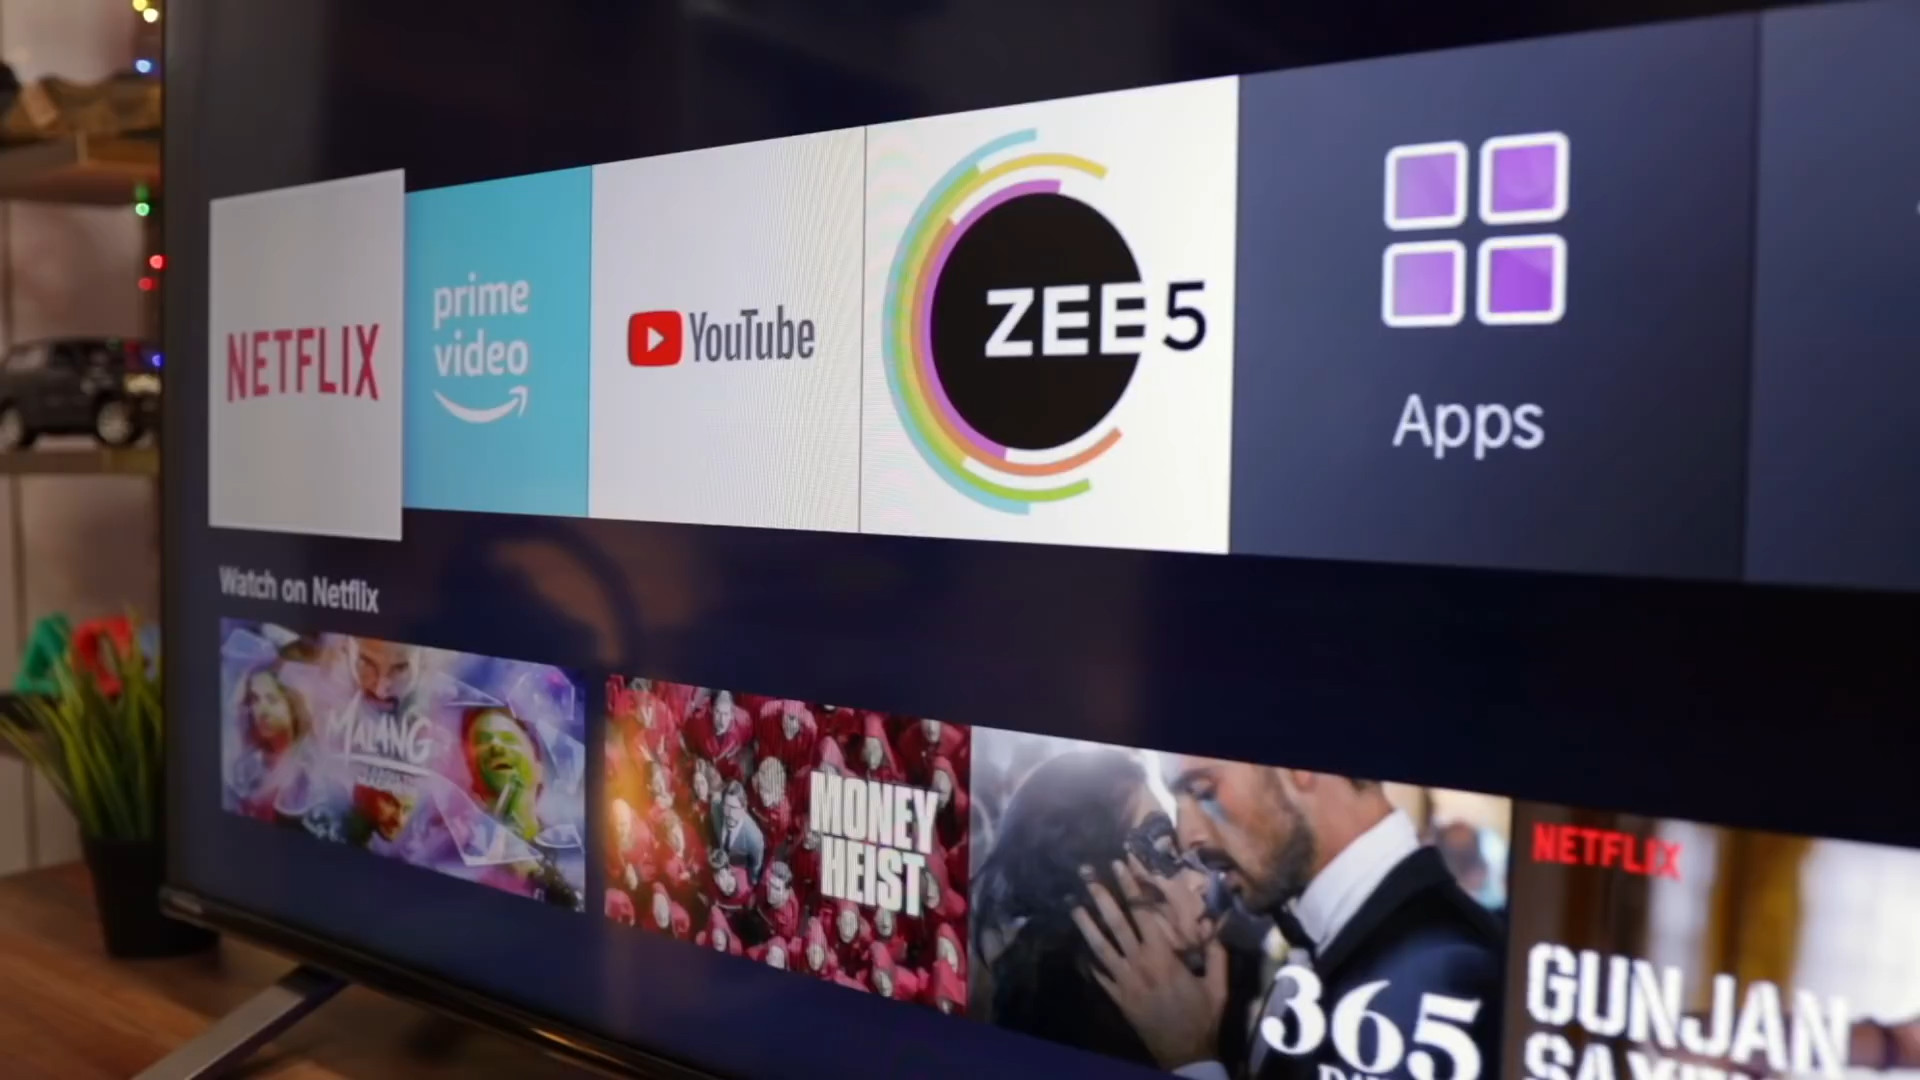 NETFLIX
prime
video
YouTube
ZEE5
Apps
Watch on Netflix
MALANG
MONEY
HEIST
365
NETFLIX
GUNJAN